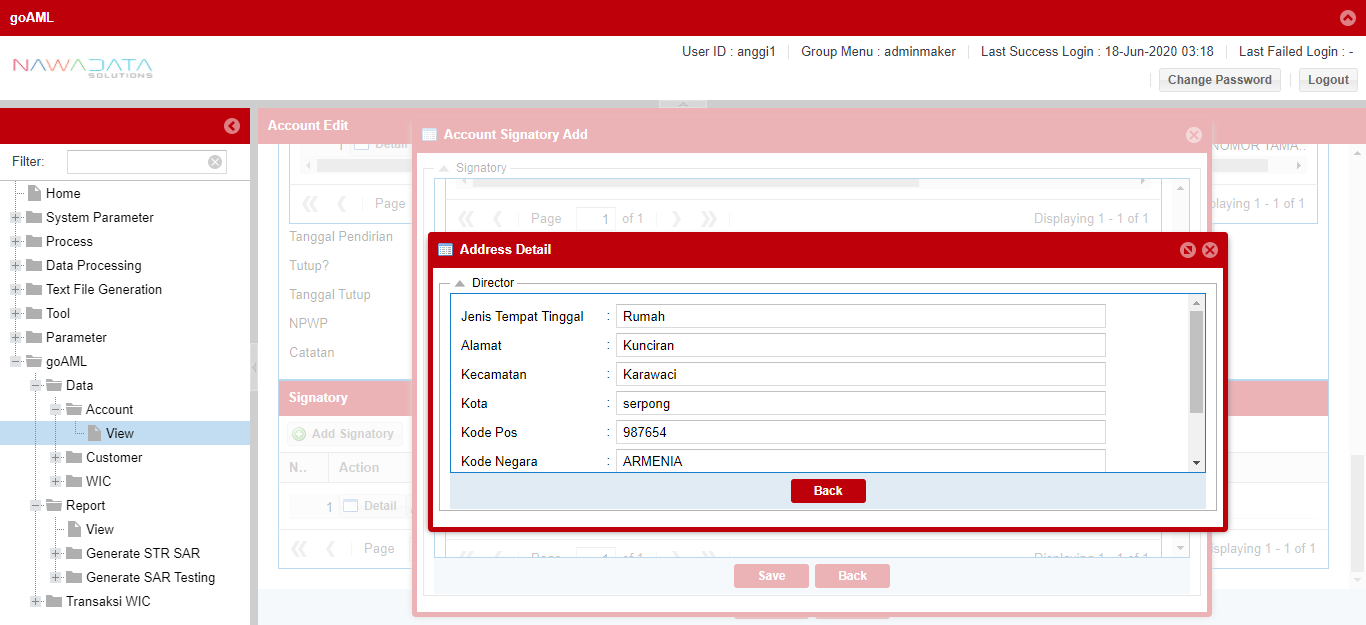 goAML
NAWADATA
SOLUTIONS
User ID : anggi1
Group Menu : adminmaker
Last Success Login : 18-Jun-2020 03:18
Last Failed Login : -
Change Password
Logout
Filter:
Home
System Parameter
Process
Data Processing
Text File Generation
Tool
Parameter
goAML
Data
Account
View
Customer
WIC
Report
View
Generate STR SAR
Generate SAR Testing
Transaksi WIC
Account Edit
1 Detail
NOMOR TAMA..
Page
playing 1 - 1 of 1
Tanggal Pendirian
Tutup?
Tanggal Tutup
NPWP
Catatan
Signatory
Add Signatory
N..
Action
1 Detail
Page
isplaying 1 - 1 of 1
Account Signatory Add
Signatory
Page 1 of 1
Displaying 1 - 1 of 1
Address Detail
Director
Jenis Tempat Tinggal : Rumah
Alamat : Kunciran
Kecamatan : Karawaci
Kota : serpong
Kode Pos : 987654
Kode Negara : ARMENIA
Back
Page 1 of 1
Displaying 1 - 1 of 1
Save
Back